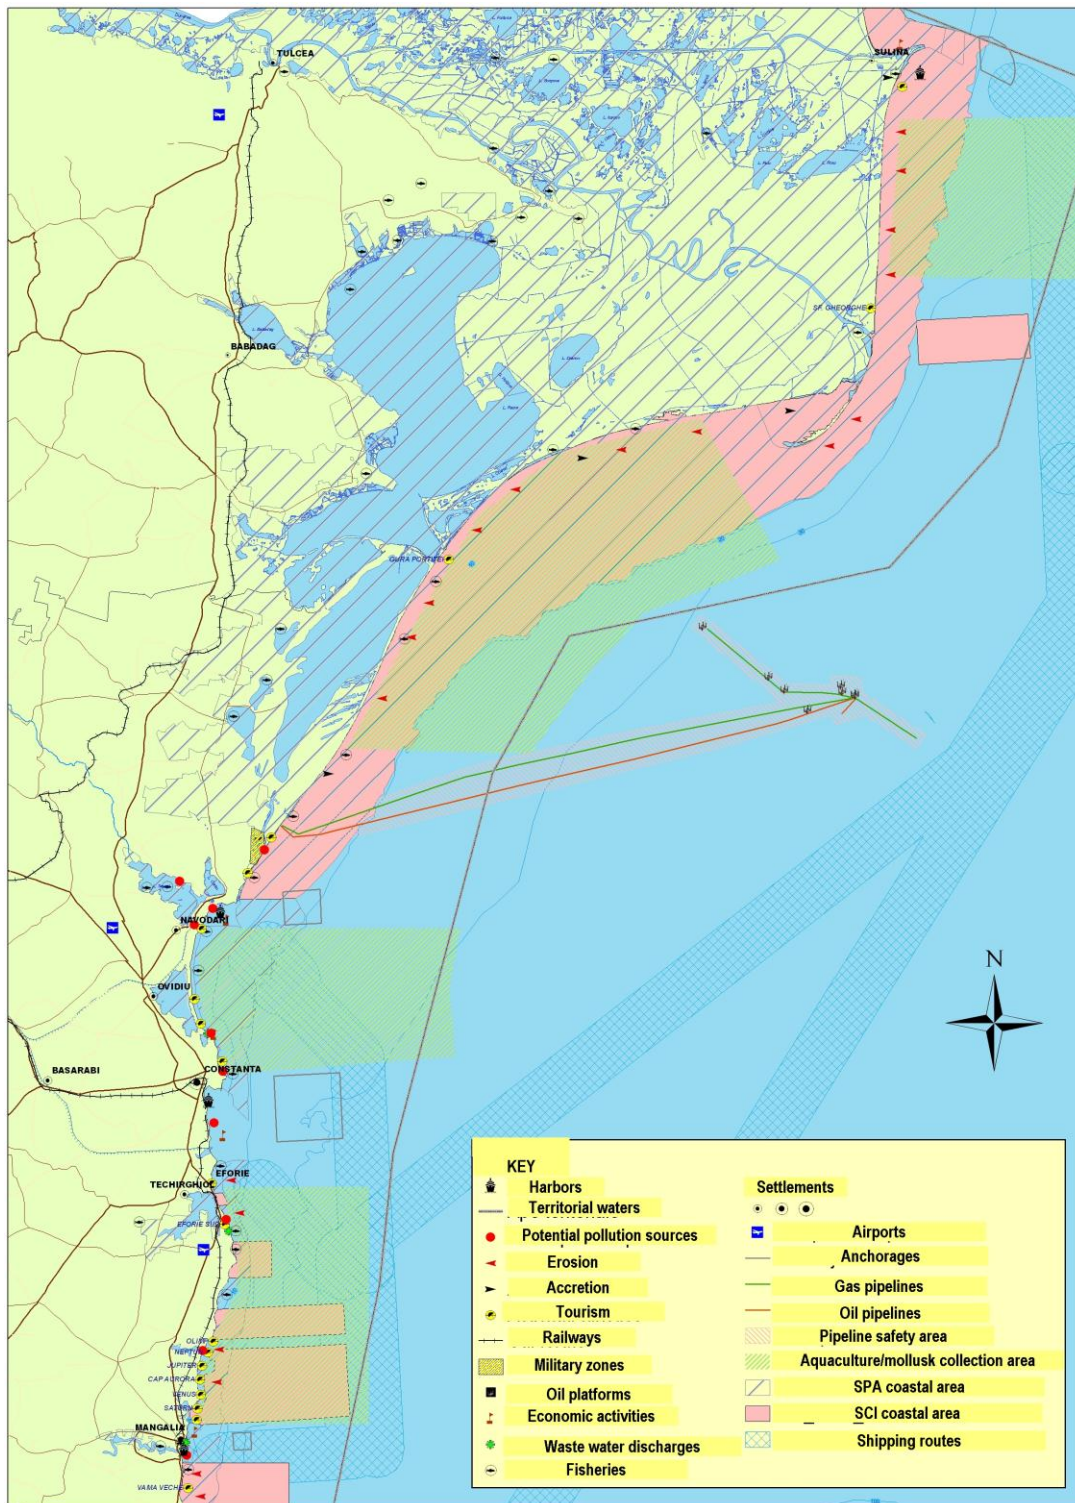 TULCEA
SULINA
SF. GHEORGHE
BABADAG
GURA PORTITEI
NAVODARI
OVIDIU
BASARABI
CONSTANTA
N
EFORIE
TECHIRGHIOL
EFORIE SUD
OLIMP
NEPTUN
JUPITER
CAP AURORA
VENUS
SATURN
MANGALIA
VAMA VECHE
KEY
Harbors
Territorial waters
Potential pollution sources
Erosion
Accretion
Tourism
Railways
Military zones
Oil platforms
Economic activities
Waste water discharges
Fisheries
Settlements
Airports
Anchorages
Gas pipelines
Oil pipelines
Pipeline safety area
Aquaculture/mollusk collection area
SPA coastal area
SCI coastal area
Shipping routes